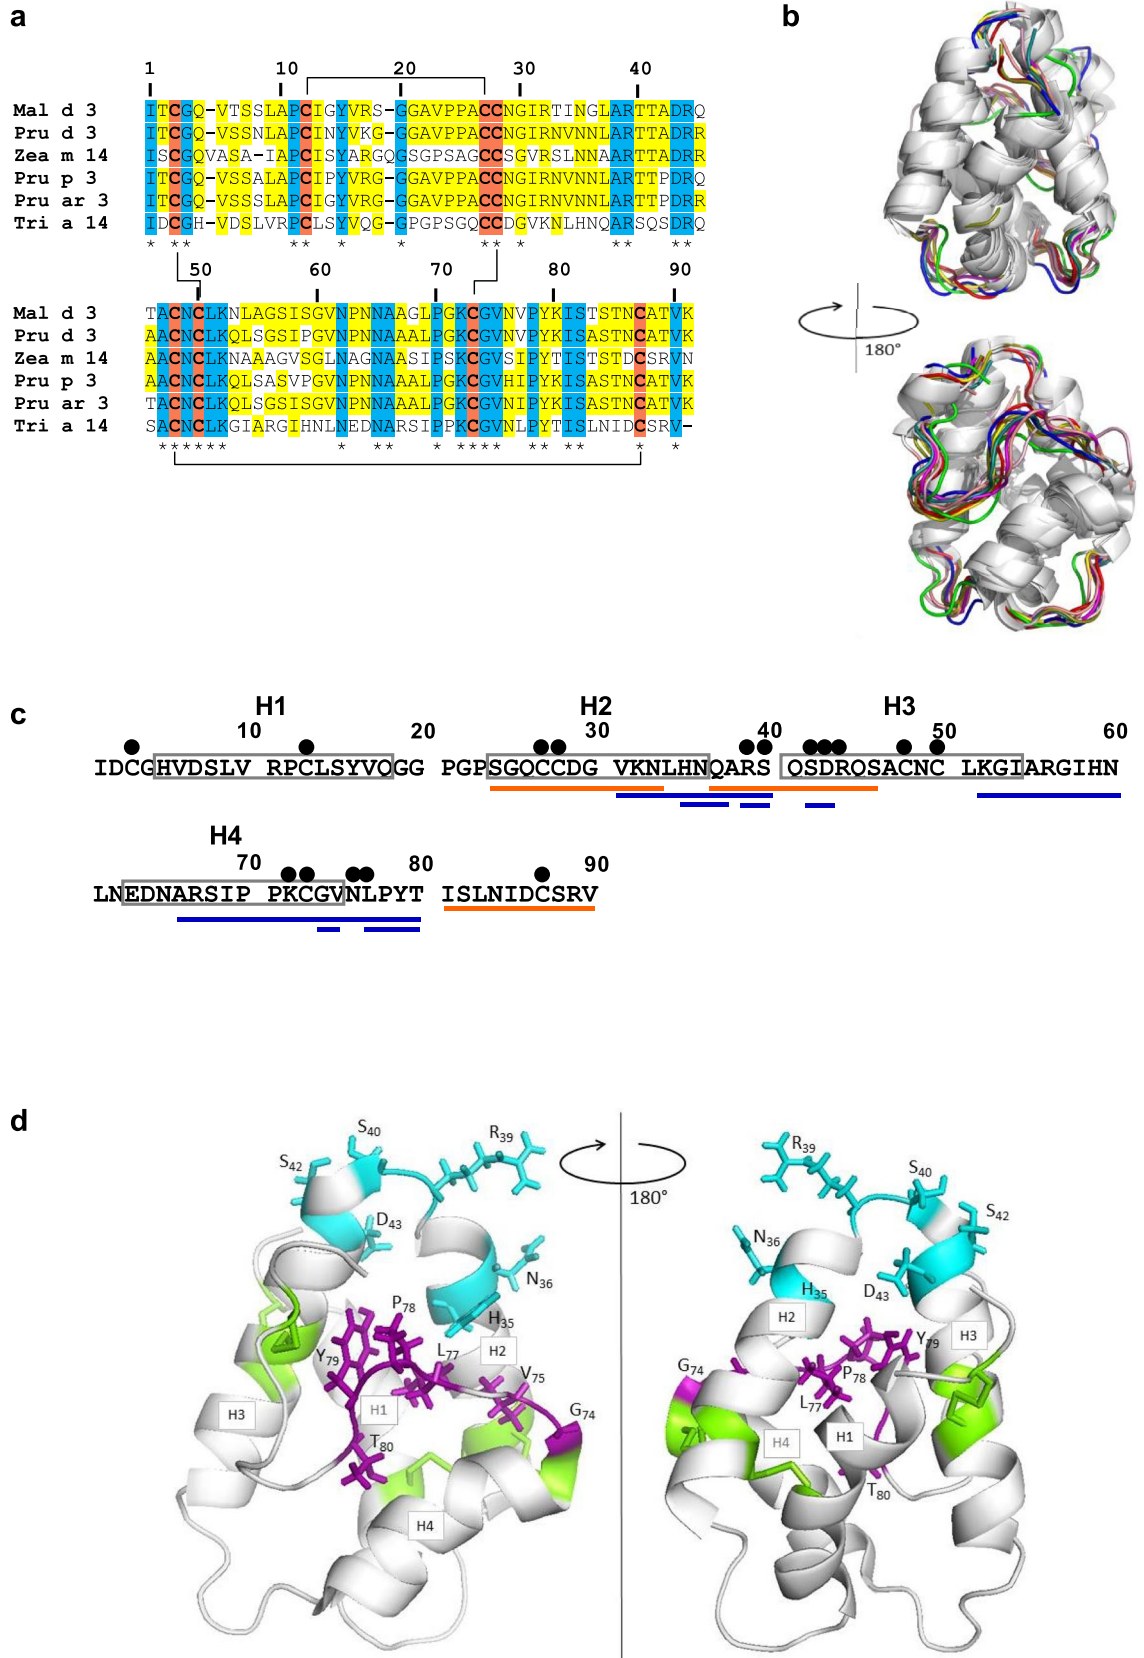 a
1 10 20 30 40
Mal d 3 ITCGQ-VTSSLAPCIGYVRS-GGAVPPACCNGIRTINGLARTTADRQ
Pru d 3 ITCGQ-VSSNLAPCINYVKG-GGAVPPACCNGIRNVNNLARTTADRR
Zea m 14 ISCGQVASA-IAPCISYARGQGSGPSAGCCSGVRSLNNAARTTADRR
Pru p 3 ITCGQ-VSSALAPCIPYVRG-GGAVPPACCNGIRNVNNLARTTPDRQ
Pru ar 3 ITCGQ-VSSSLAPCIGYVRG-GGAVPPACCNGIRNVNNLARTTPDRR
Tri a 14 IDCGH-VDSLVRPCLSYVQG-GPGPSGQCCDGVKNLHNQARSQSDRQ
* ** ** * * ** * ** **
50 60 70 80 90
Mal d 3 TACNCLKNLAGSISGVNPNNAAGLPGKCGVNVPYKISTSTNCATVK
Pru d 3 AACNCLKQLSGSIPGVNPNNAAALPGKCGVNVPYKISTSTNCATVK
Zea m 14 AACNCLKNAAAGVSGLNAGNAASIPSKCGVSIPYTISTSTDCSRVN
Pru p 3 AACNCLKQLSASVPGVNPNNAAALPGKCGVHIPYKISASTNCATVK
Pru ar 3 TACNCLKQLSGSISGVNPNNAAALPGKCGVNIPYKISASTNCATVK
Tri a 14 SACNCLKGIARGIHNLNEDNARSIPPKCGVNLPYTISLNIDCSRV-
****** * ** * **** ** ** * *
b
180°
c
H1 H2 H3
10 20 30 40 50 60
IDCGHVDSLV RPCLSYVQGG PGPSGQCCDG VKNLHNQARS QSDRQSACNC LKGIARGIHN
H4
70 80 90
LNEDNARSIP PKCGVNLPYT ISLNIDCSRV
d
S40 R39
S42
D43
N36
P78 H35
Y79 L77 H2
V75
H3 H1 G74
T80
H4
180°
R39
S40
S42
N36
D43
H35
H2 H3
Y79
G74 P78
L77
H4 H1
T80